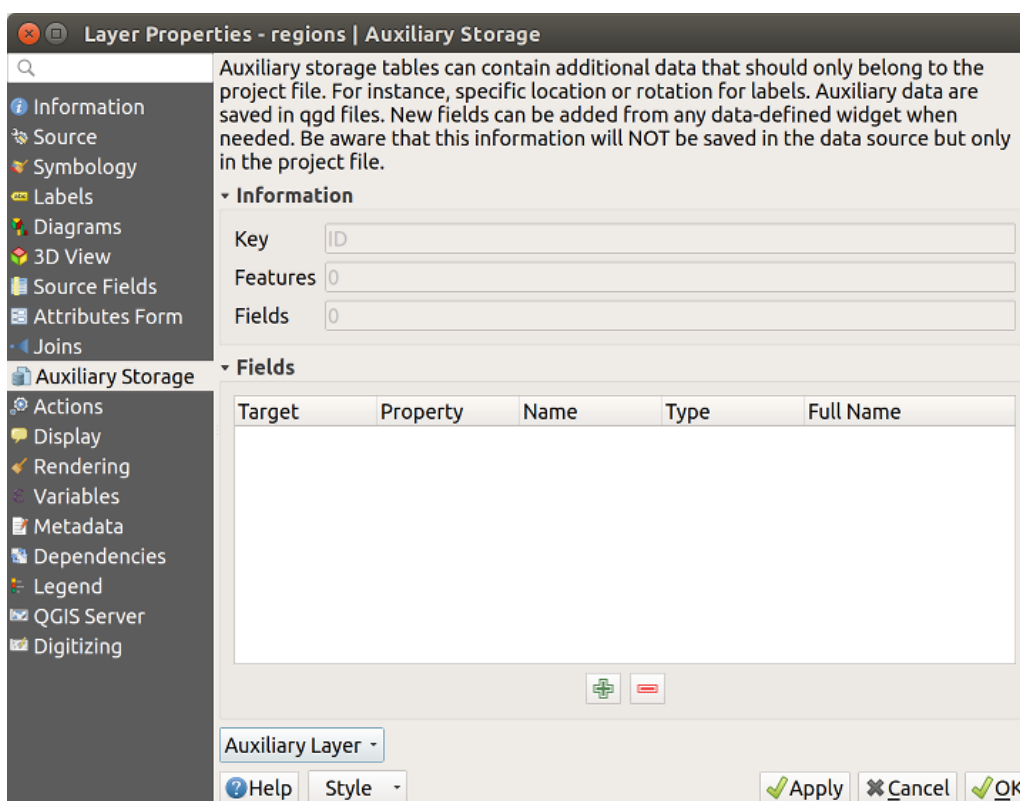 Layer Properties - regions | Auxiliary Storage
Information
Source
Symbology
Labels
Diagrams
3D View
Source Fields
Attributes Form
Joins
Auxiliary Storage
Actions
Display
Rendering
Variables
Metadata
Dependencies
Legend
QGIS Server
Digitizing
Auxiliary storage tables can contain additional data that should only belong to the
project file. For instance, specific location or rotation for labels. Auxiliary data are
saved in qgd files. New fields can be added from any data-defined widget when
needed. Be aware that this information will NOT be saved in the data source but only
in the project file.
Information
Key ID
Features 0
Fields 0
Fields
Target Property Name Type Full Name
Auxiliary Layer
Help Style Apply Cancel OK